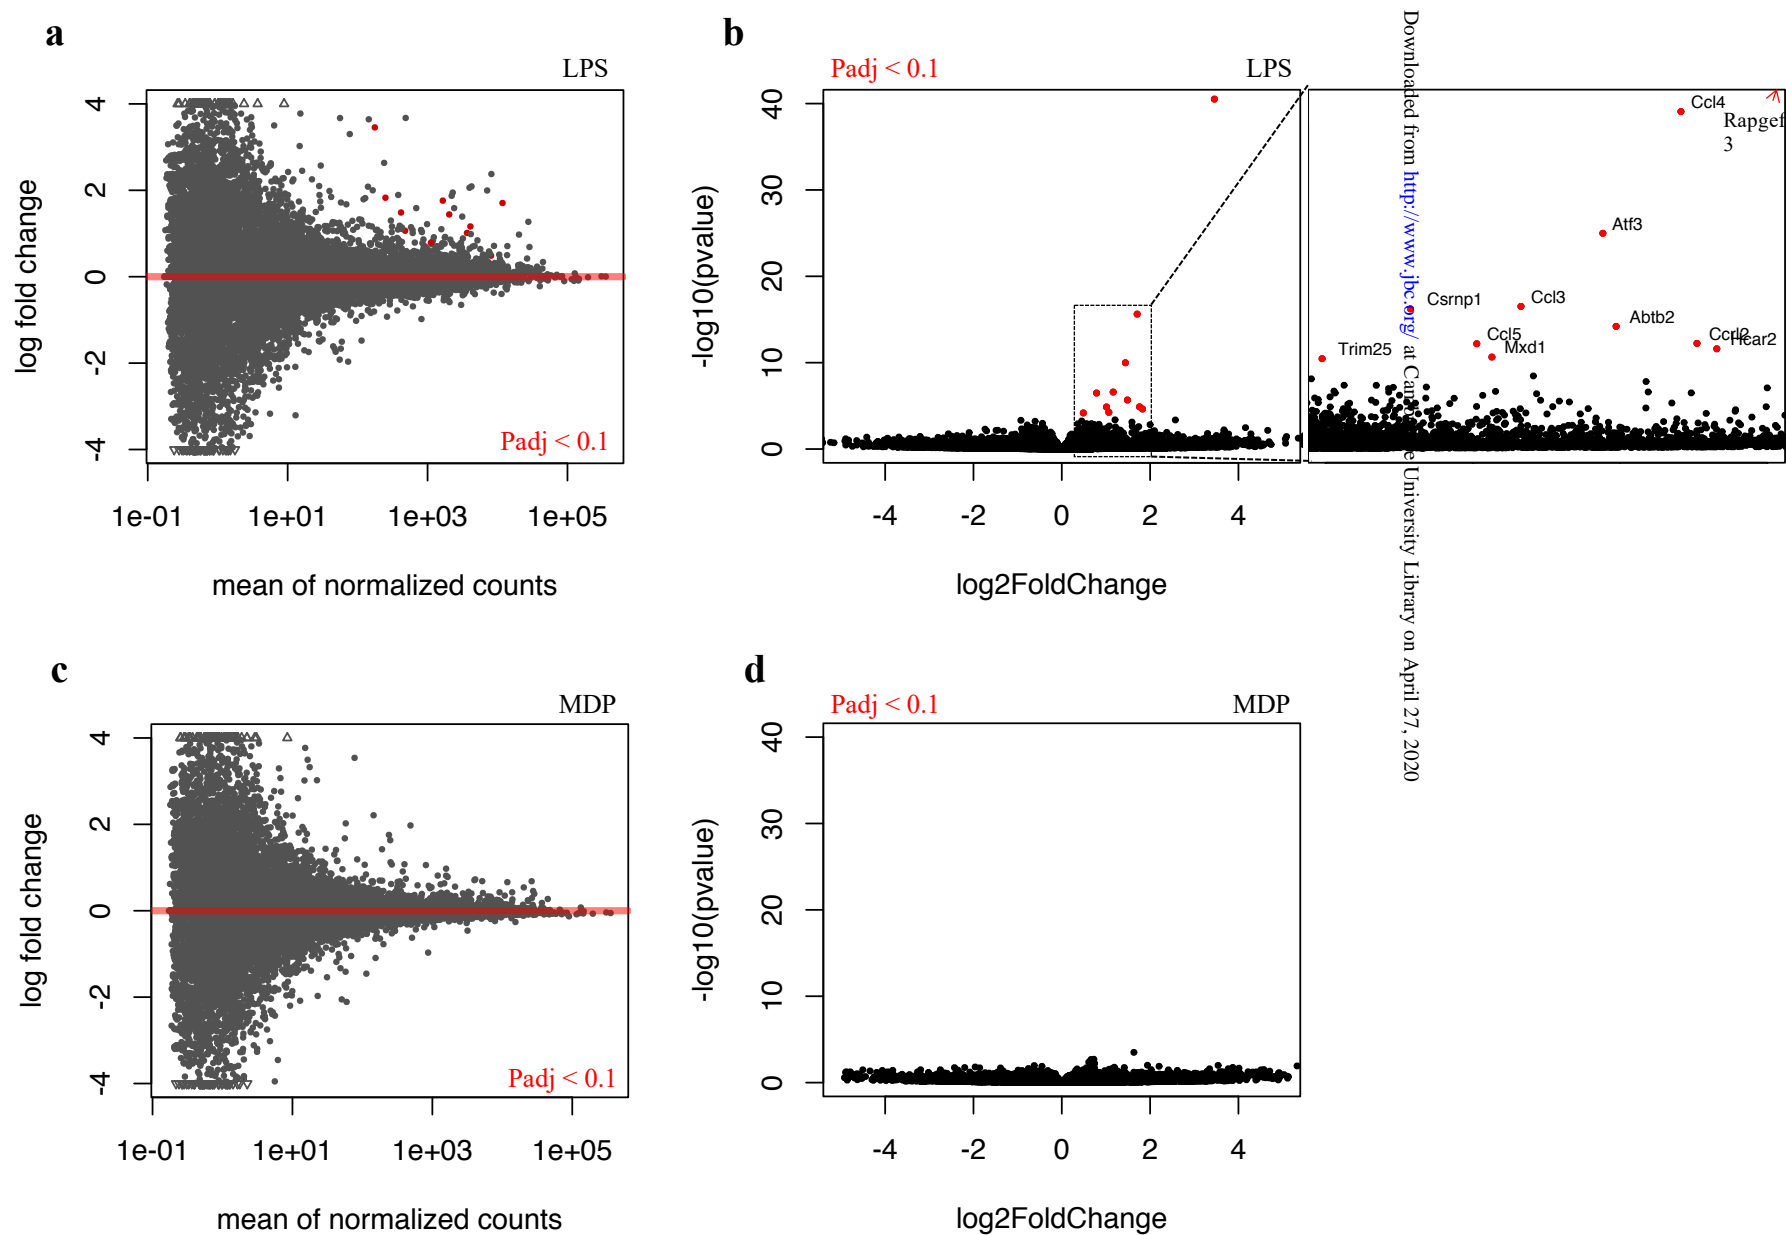 a
LPS
log fold change
4
2
0
-2
-4
Padj < 0.1
1e-01 1e+01 1e+03 1e+05
mean of normalized counts
b
Padj < 0.1
LPS
-log10(pvalue)
40
30
20
10
0
-4 -2 0 2 4
log2FoldChange
Ccl4
Rapgef
3
Atf3
Csrnp1
Ccl3
Abtb2
Ccl5
Ccrl2
Hcar2
Mxd1
Trim25
Downloaded from http://www.jbc.org/ at Cambridge University Library on April 27, 2020
c
MDP
log fold change
4
2
0
-2
-4
Padj < 0.1
1e-01 1e+01 1e+03 1e+05
mean of normalized counts
d
Padj < 0.1
MDP
-log10(pvalue)
40
30
20
10
0
-4 -2 0 2 4
log2FoldChange